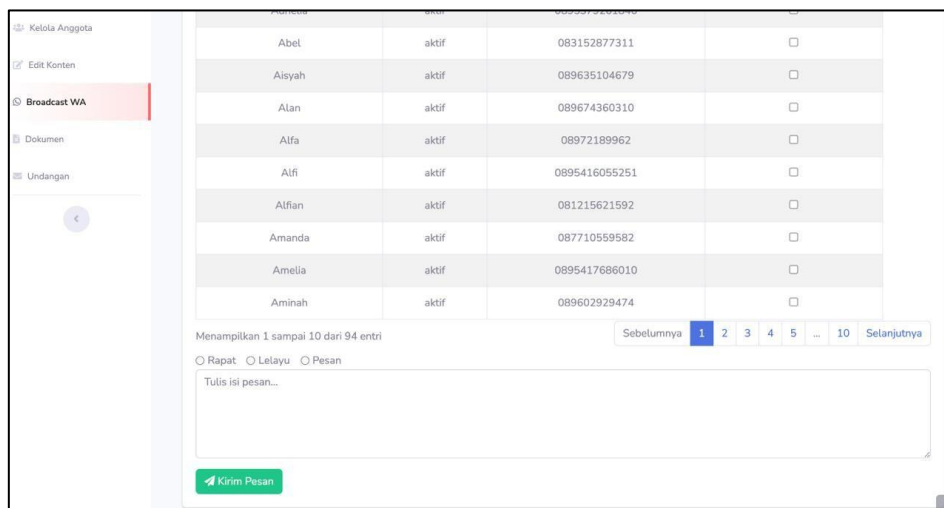 Kelola Anggota
Edit Konten
Broadcast WA
Dokumen
Undangan
Abel aktif 083152877311
Aisyah aktif 089635104679
Alan aktif 089674360310
Alfa aktif 08972189962
Alfi aktif 0895416055251
Alfian aktif 081215621592
Amanda aktif 087710559582
Amelia aktif 0895417686010
Aminah aktif 089602929474
Menampilkan 1 sampai 10 dari 94 entri
Sebelumnya 1 2 3 4 5 ... 10 Selanjutnya
Rapat Lelayu Pesan
Tulis isi pesan...
Kirim Pesan